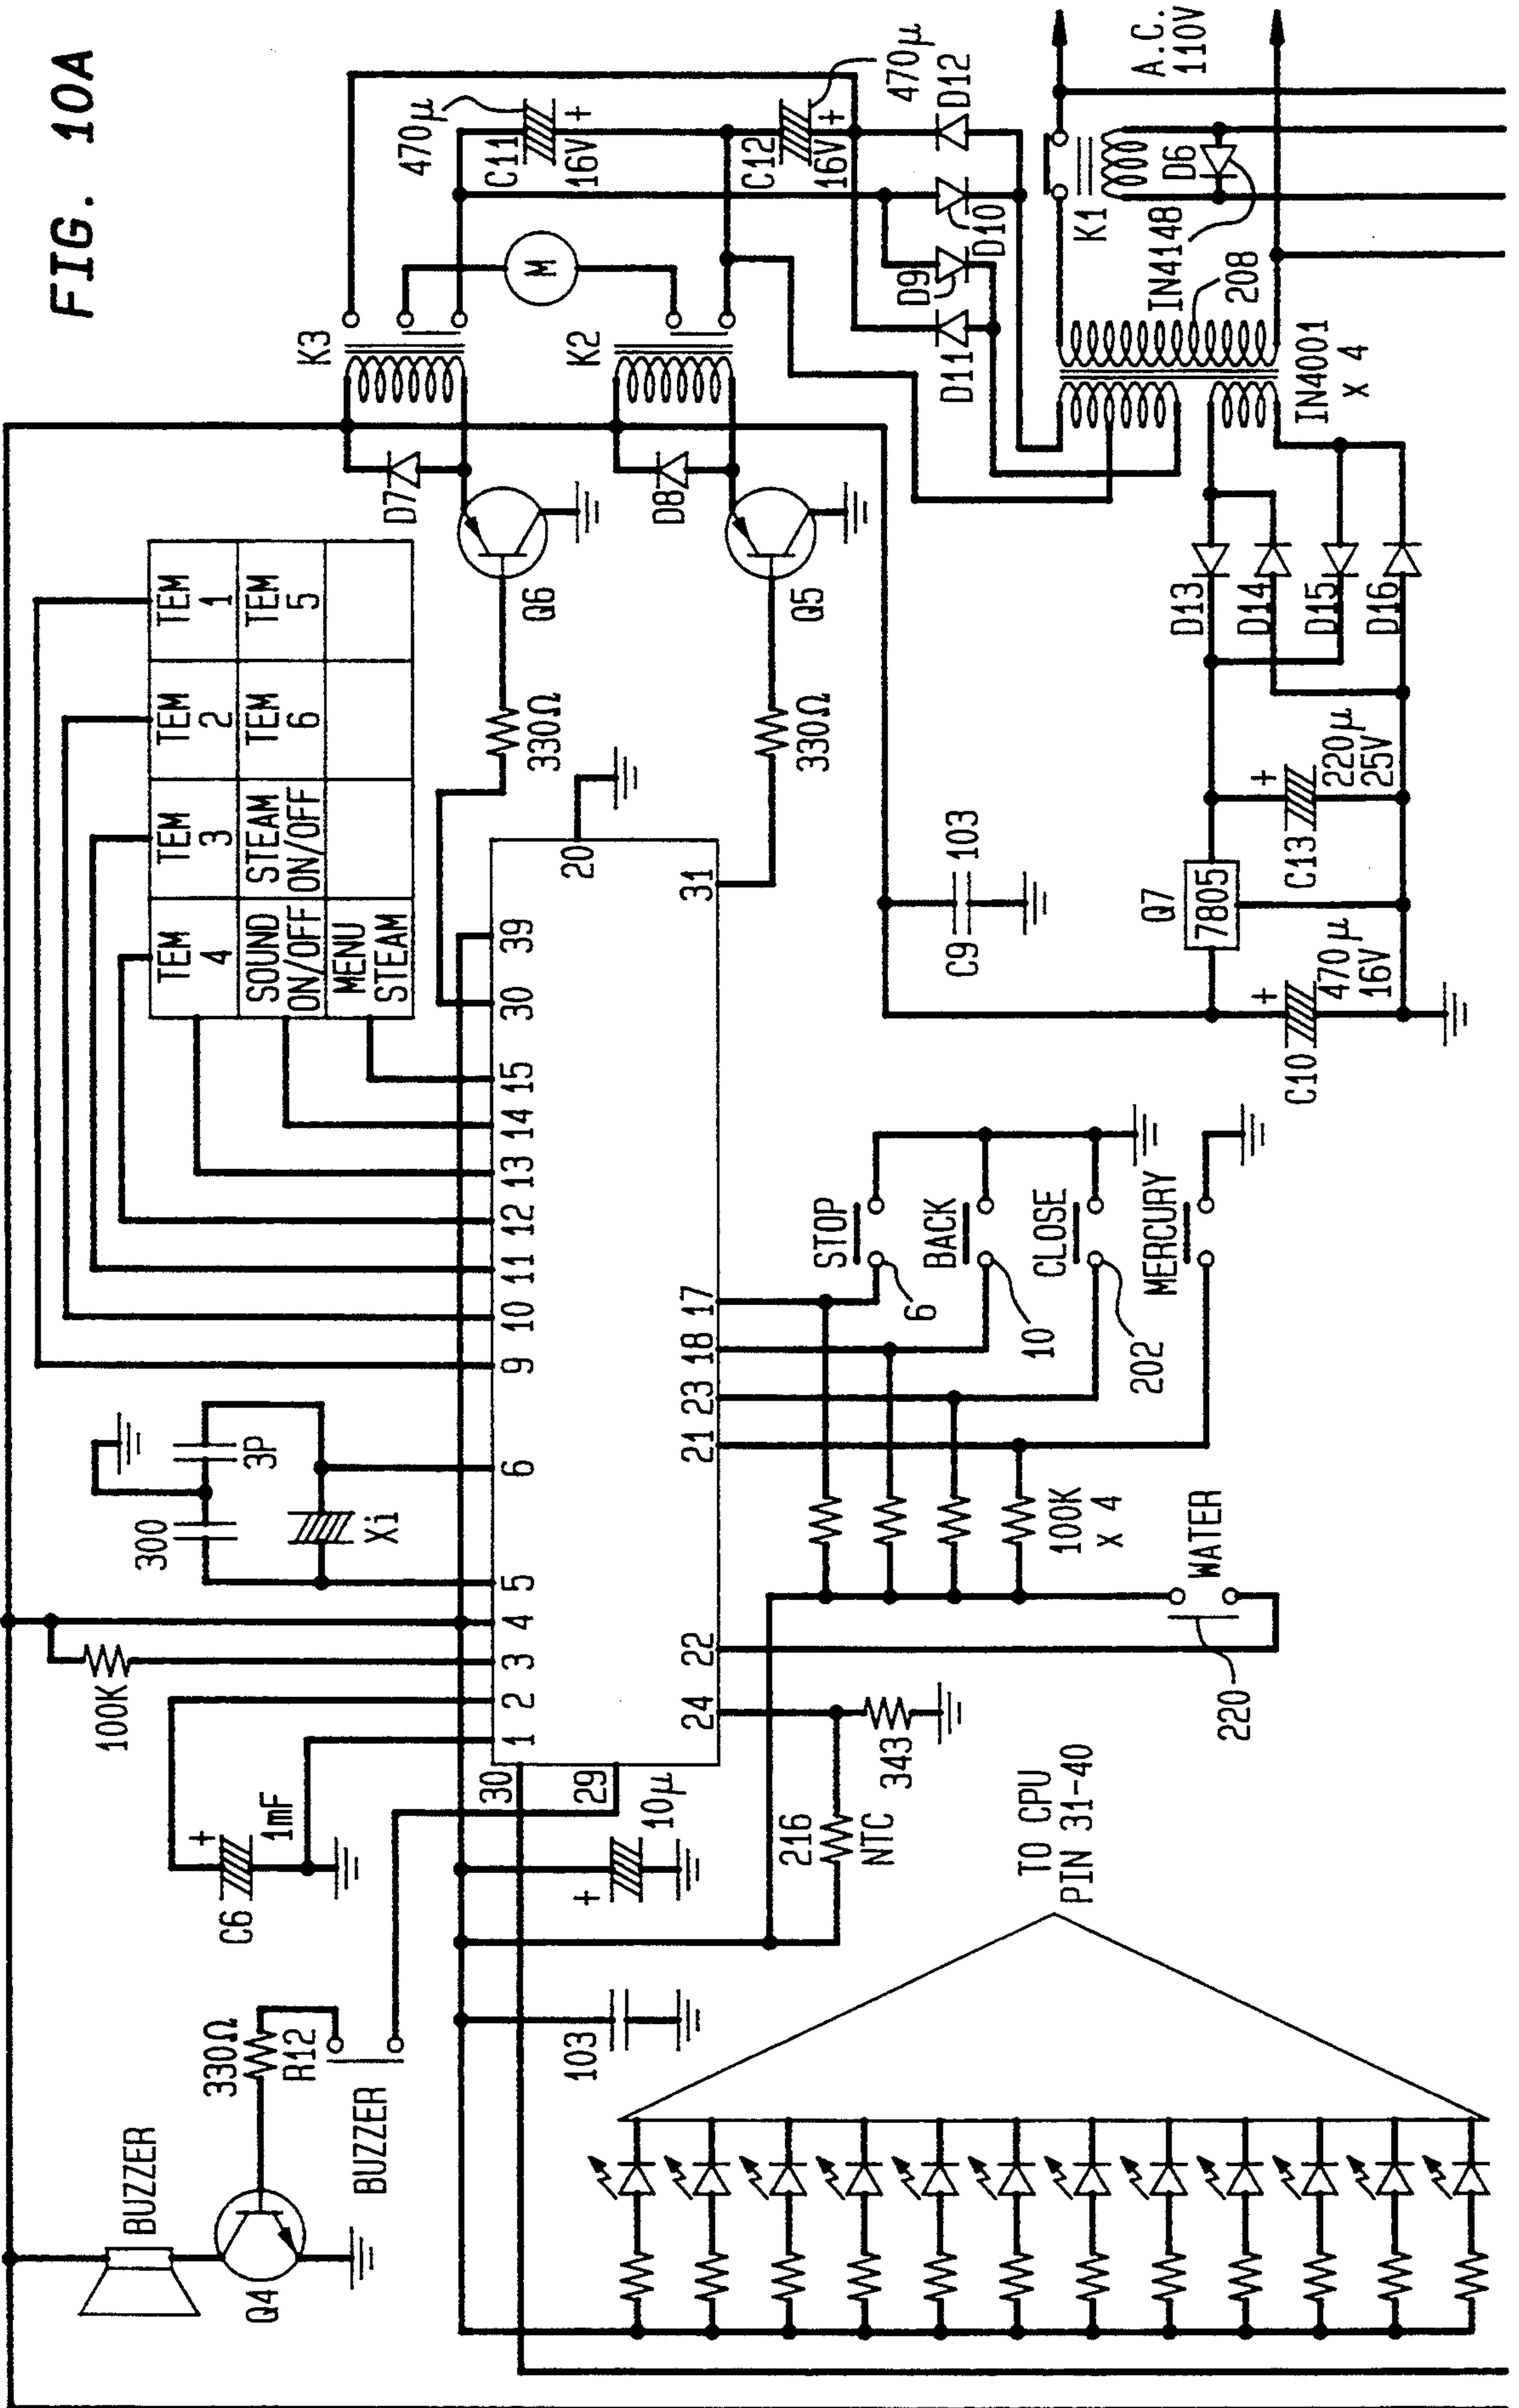 FIG. 10A
BUZZER
Q4
330Ω
R12
BUZZER
C6
+
1mF
100K
300
3P
Xi
TEM 4
TEM 3
TEM 2
TEM 1
SOUND ON/OFF
STEAM ON/OFF
TEM 6
TEM 5
MENU STEAM
K3
D7
Q6
330Ω
K2
D8
Q5
330Ω
M
470μ
C11
16V
+
C12
16V
+
470μ
D12
D10
D9
D11
K1
D6
A.C.
110V
IN4148
208
IN4001
x 4
D13
D14
D15
D16
Q7
7805
C13
+
220μ
25V
C10
+
470μ
16V
C9
103
1
2
3
4
5
6
9
10
11
12
13
14
15
30
39
20
31
30
29
24
22
21
23
18
17
103
+
10μ
216
NTC
343
STOP
6
BACK
10
CLOSE
202
MERCURY
100K
x 4
WATER
220
TO CPU
PIN 31-40